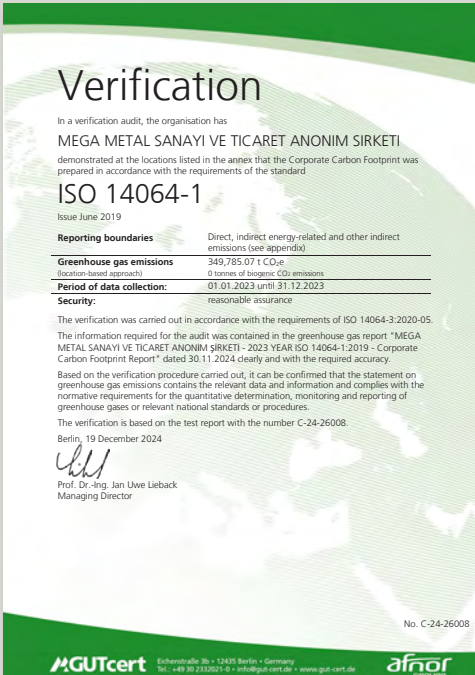 Verification
In a verification audit, the organisation has
MEGA METAL SANAYI VE TICARET ANONIM SIRKETI
demonstrated at the locations listed in the annex that the Corporate Carbon Footprint was
prepared in accordance with the requirements of the standard
ISO 14064-1
Issue June 2019
Reporting boundaries Direct, indirect energy-related and other indirect
emissions (see appendix)
Greenhouse gas emissions 349,785.07 t CO₂e
(location-based approach) 0 tonnes of biogenic CO₂ emissions
Period of data collection: 01.01.2023 until 31.12.2023
Security: reasonable assurance
The verification was carried out in accordance with the requirements of ISO 14064-3:2020-05.
The information required for the audit was contained in the greenhouse gas report "MEGA
METAL SANAYI VE TICARET ANONİM ŞİRKETİ - 2023 YEAR ISO 14064-1:2019 - Corporate
Carbon Footprint Report" dated 30.11.2024 clearly and with the required accuracy.
Based on the verification procedure carried out, it can be confirmed that the statement on
greenhouse gas emissions contains the relevant data and information and complies with the
normative requirements for the quantitative determination, monitoring and reporting of
greenhouse gases or relevant national standards or procedures.
The verification is based on the test report with the number C-24-26008.
Berlin, 19 December 2024
Prof. Dr.-Ing. Jan Uwe Lieback
Managing Director
No. C-24-26008
GUTcert
Eichenstraße 3b • 12435 Berlin • Germany
Tel.: +49 30 2332021-0 • info@gut-cert.de • www.gut-cert.de
afnor